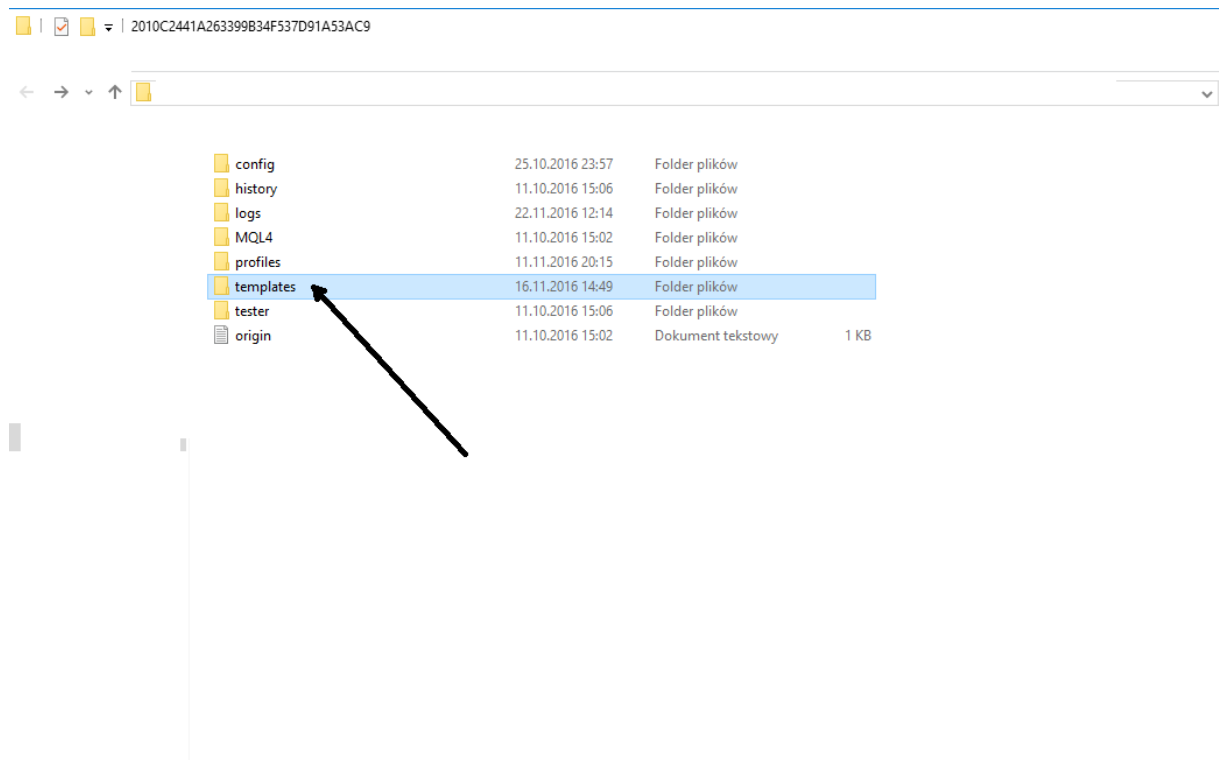 2010C2441A263399B34F537D91A53AC9
config 25.10.2016 23:57 Folder plików
history 11.10.2016 15:06 Folder plików
logs 22.11.2016 12:14 Folder plików
MQL4 11.10.2016 15:02 Folder plików
profiles 11.11.2016 20:15 Folder plików
templates 16.11.2016 14:49 Folder plików
tester 11.10.2016 15:06 Folder plików
origin 11.10.2016 15:02 Dokument tekstowy 1 KB